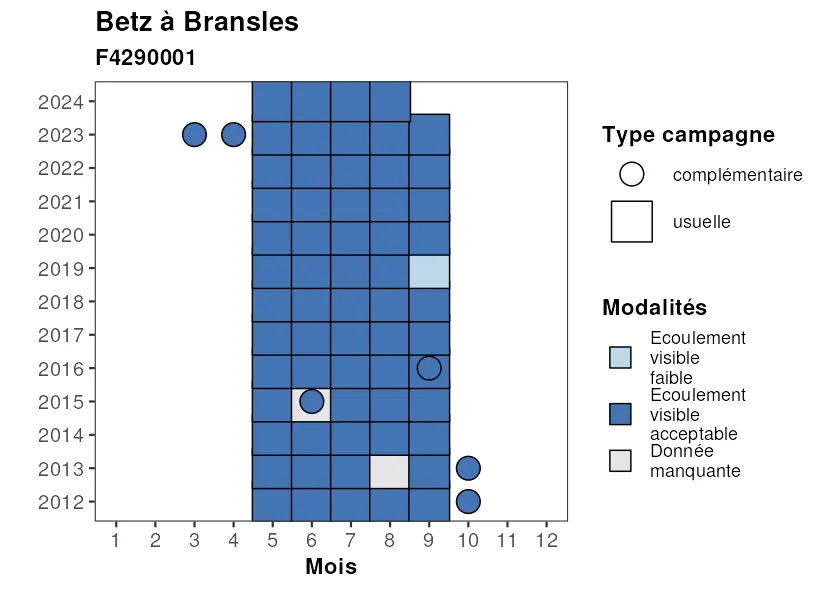 Betz à Bransles
F4290001
2024
2023
2022
2021
2020
2019
2018
2017
2016
2015
2014
2013
2012
1 2 3 4 5 6 7 8 9 10 11 12
Mois
Type campagne
complémentaire
usuelle
Modalités
Ecoulement
visible
faible
Ecoulement
visible
acceptable
Donnée
manquante